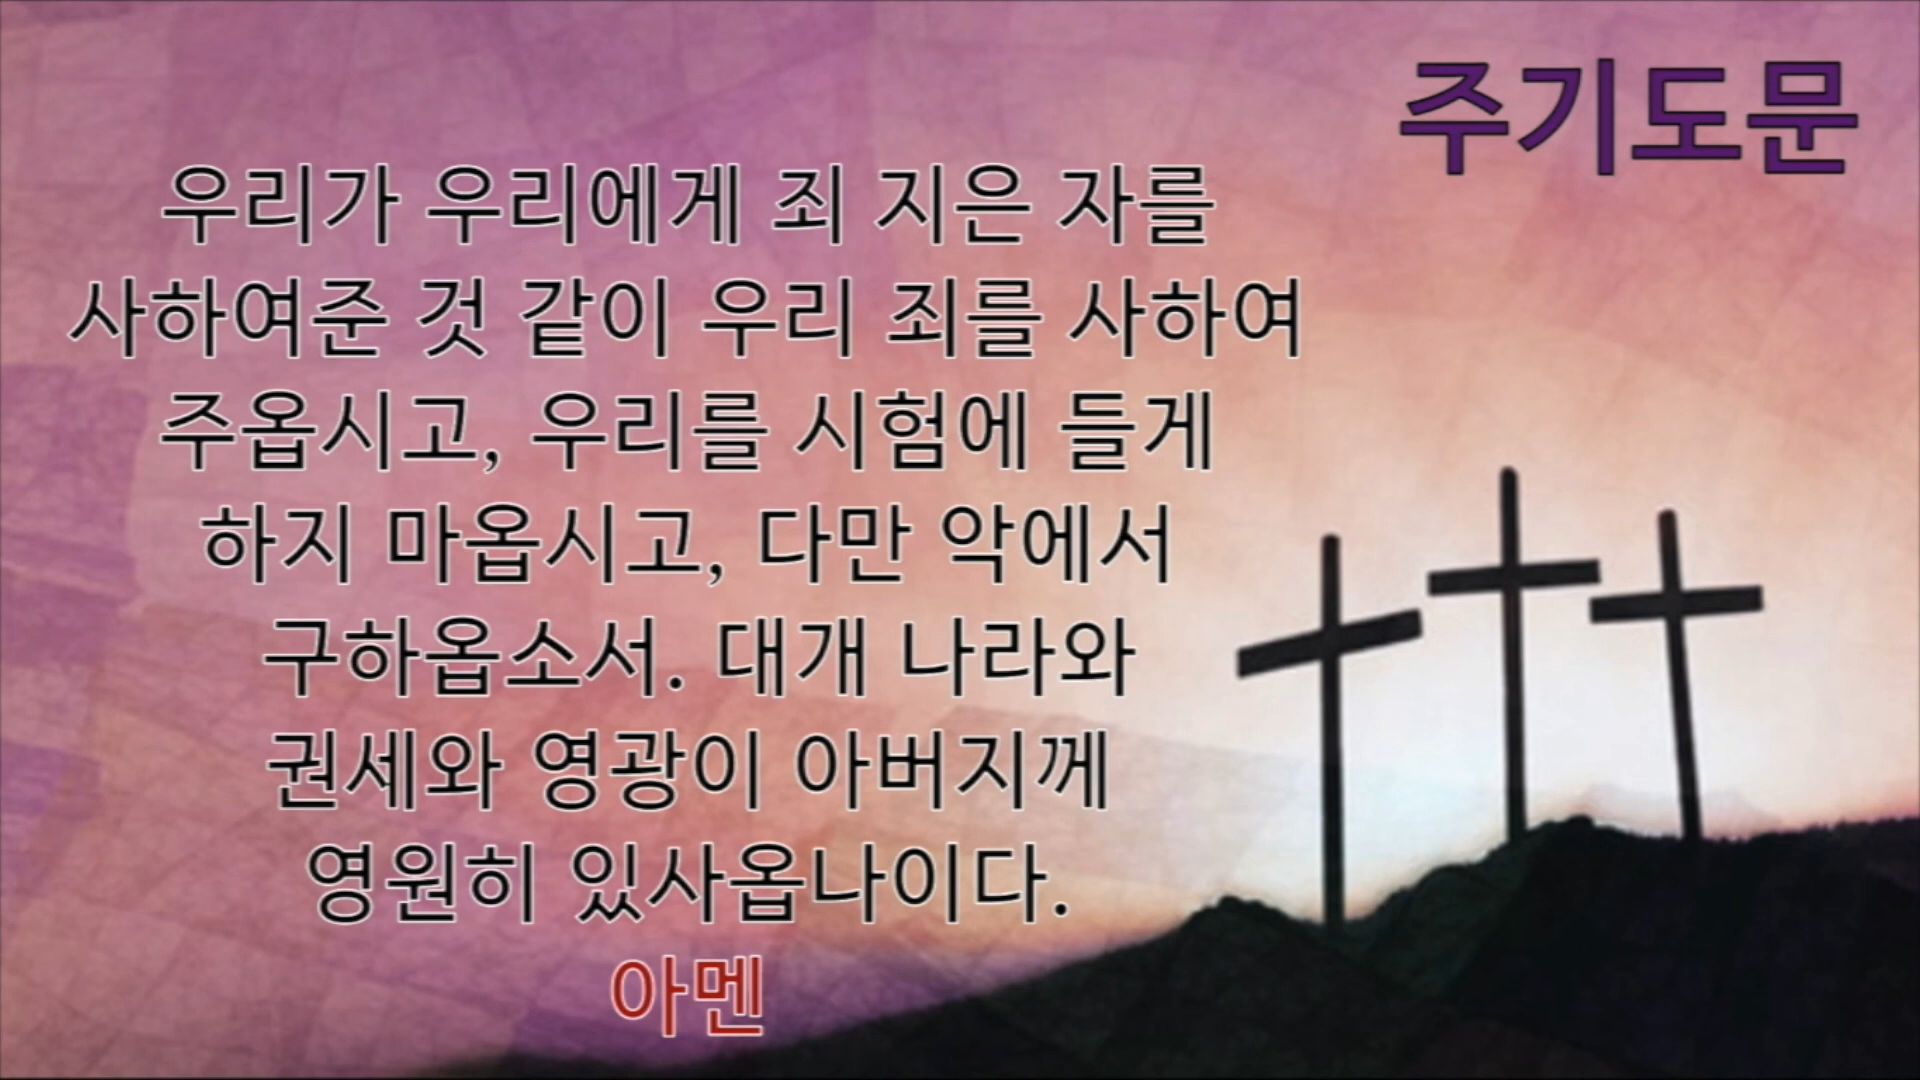 주기도문
우리가 우리에게 죄 지은 자를
사하여준 것 같이 우리 죄를 사하여
주옵시고, 우리를 시험에 들게
하지 마옵시고, 다만 악에서
구하옵소서. 대개 나라와
권세와 영광이 아버지께
영원히 있사옵나이다.
아멘